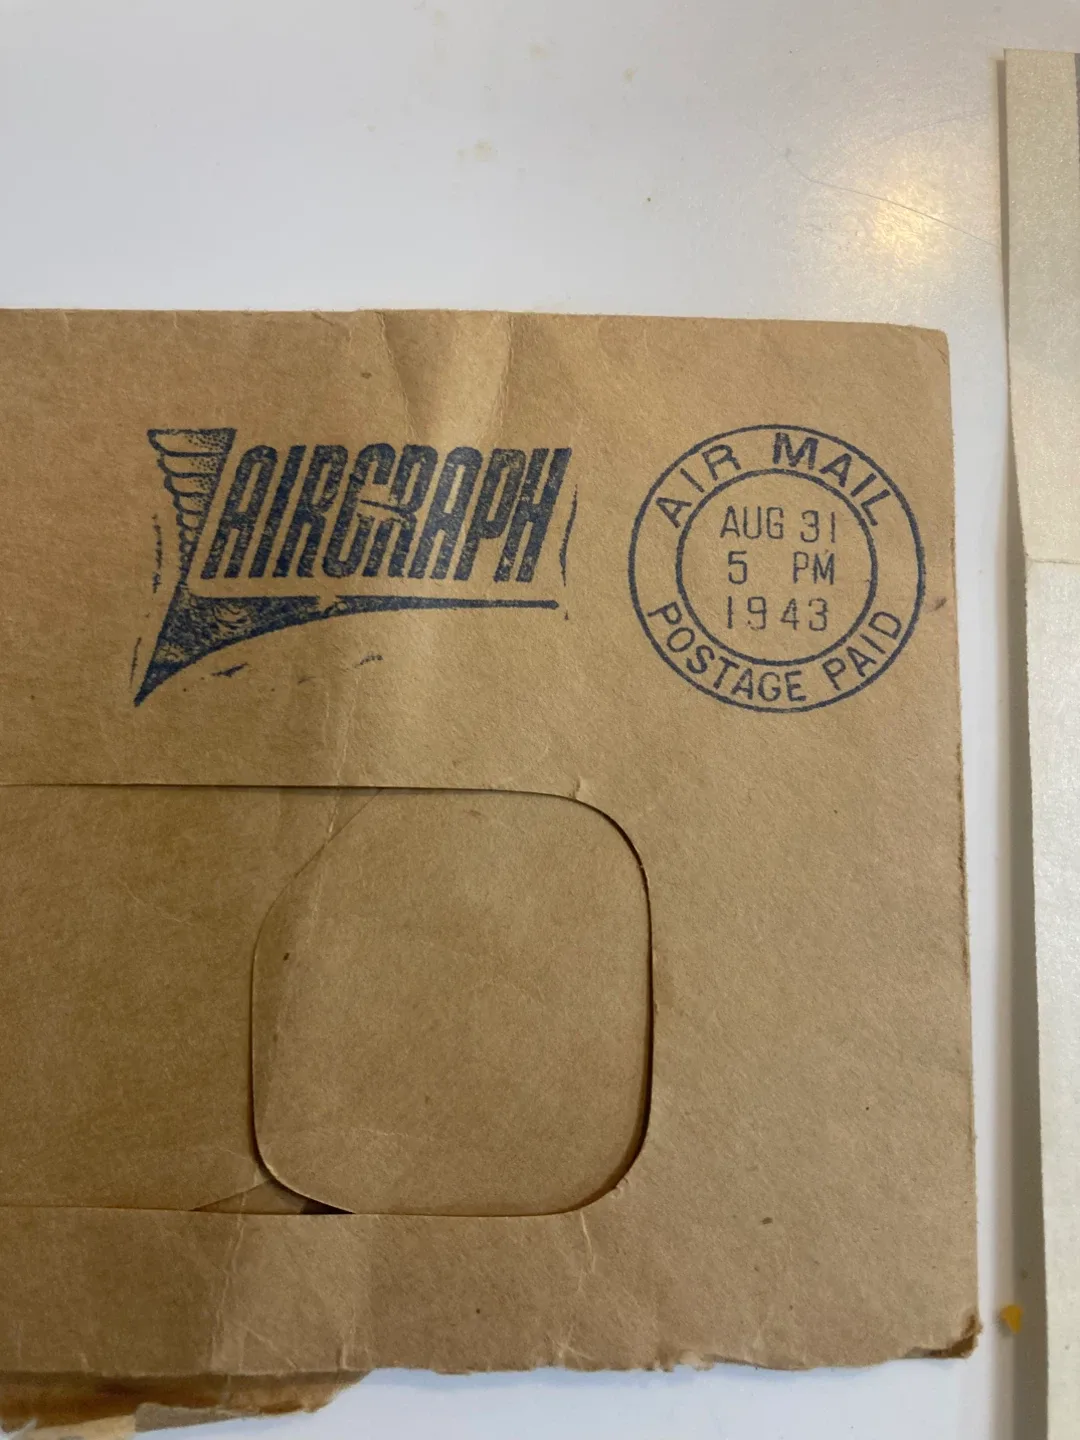 AIRGRAPH
AIR MAIL
AUG 31
5 PM
1943
POSTAGE PAID